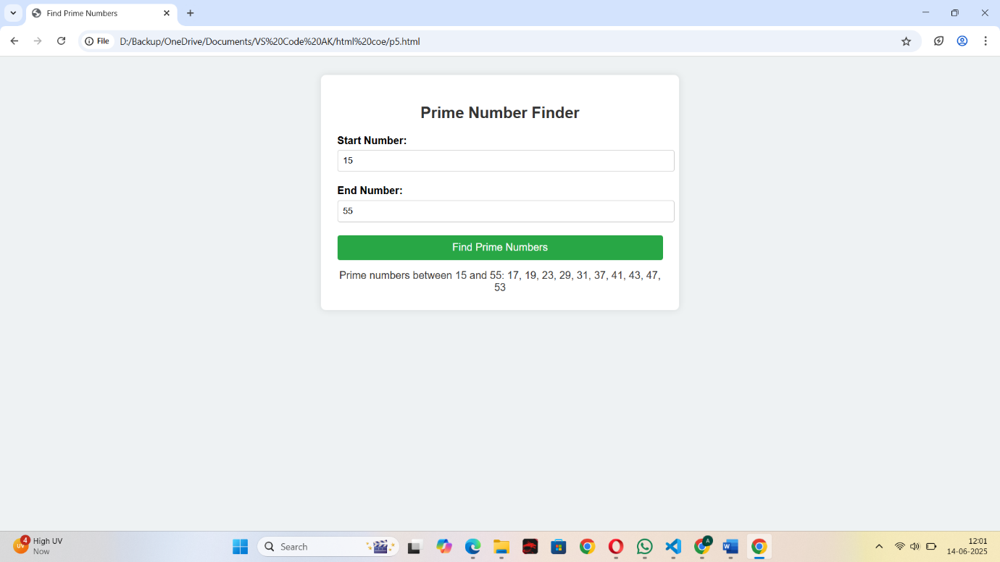 Find Prime Numbers
File
D:/Backup/OneDrive/Documents/VS%20Code%20AK/html%20coe/p5.html
Prime Number Finder
Start Number:
15
End Number:
55
Find Prime Numbers
Prime numbers between 15 and 55: 17, 19, 23, 29, 31, 37, 41, 43, 47,
53
UV
4
High UV
Now
Search
A
W
12:01
14-06-2025